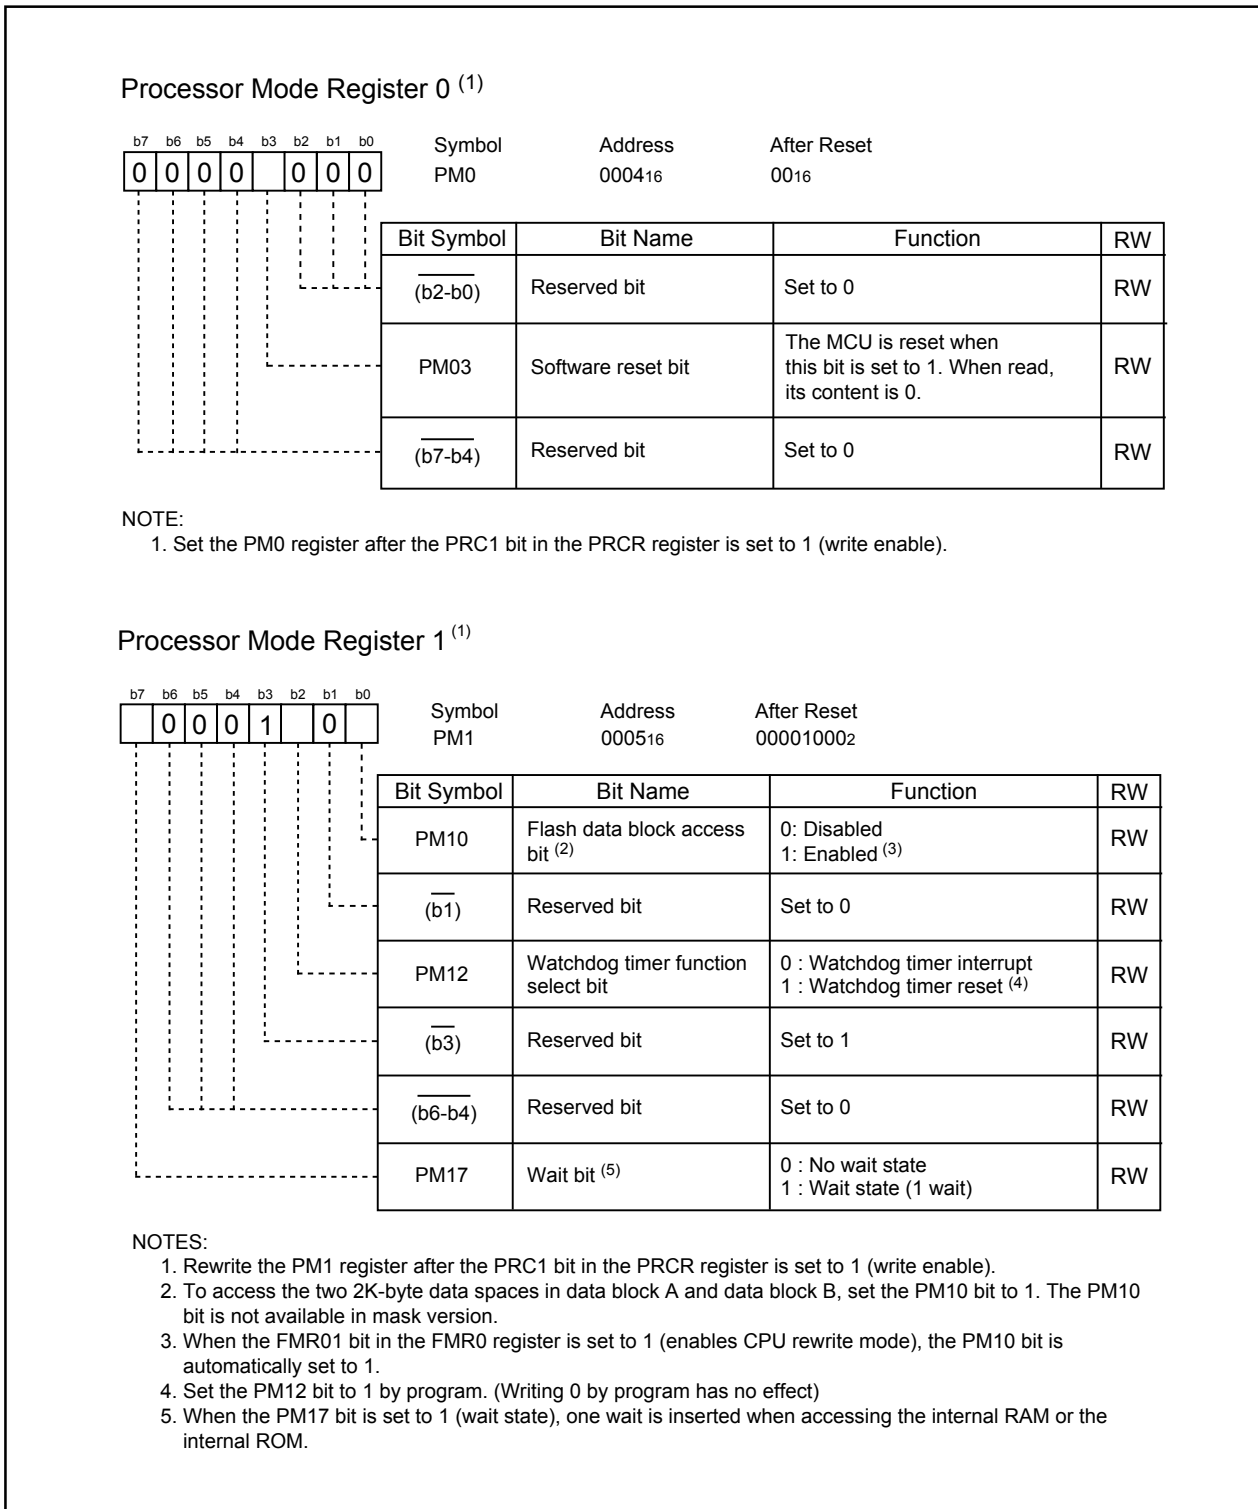 Processor Mode Register 0 (1)
b7 b6 b5 b4 b3 b2 b1 b0
0 0 0 0 0 0 0
Symbol Address After Reset
PM0 000416 0016
Bit Symbol Bit Name Function RW
(b2-b0) Reserved bit Set to 0 RW
PM03 Software reset bit The MCU is reset when
this bit is set to 1. When read,
its content is 0. RW
(b7-b4) Reserved bit Set to 0 RW
NOTE:
1. Set the PM0 register after the PRC1 bit in the PRCR register is set to 1 (write enable).
Processor Mode Register 1 (1)
b7 b6 b5 b4 b3 b2 b1 b0
0 0 0 1 0
Symbol Address After Reset
PM1 000516 000010002
Bit Symbol Bit Name Function RW
PM10 Flash data block access 0: Disabled RW
bit (2) 1: Enabled (3)
(b1) Reserved bit Set to 0 RW
PM12 Watchdog timer function 0 : Watchdog timer interrupt RW
select bit 1 : Watchdog timer reset (4)
(b3) Reserved bit Set to 1 RW
(b6-b4) Reserved bit Set to 0 RW
PM17 Wait bit (5) 0 : No wait state RW
1 : Wait state (1 wait)
NOTES:
1. Rewrite the PM1 register after the PRC1 bit in the PRCR register is set to 1 (write enable).
2. To access the two 2K-byte data spaces in data block A and data block B, set the PM10 bit to 1. The PM10
bit is not available in mask version.
3. When the FMR01 bit in the FMR0 register is set to 1 (enables CPU rewrite mode), the PM10 bit is
automatically set to 1.
4. Set the PM12 bit to 1 by program. (Writing 0 by program has no effect)
5. When the PM17 bit is set to 1 (wait state), one wait is inserted when accessing the internal RAM or the
internal ROM.